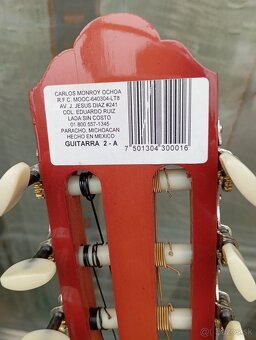 CARLOS MONROY OCHOA
R.F.C. MOOC-640304-LT8
AV. J. JESUS DIAZ #241
COL. EDUARDO RUIZ
LADA SIN COSTO
01 800 557-1345
PARACHO, MICHOACAN
HECHO EN MEXICO
GUITARRA 2 - A
7 501304 300016